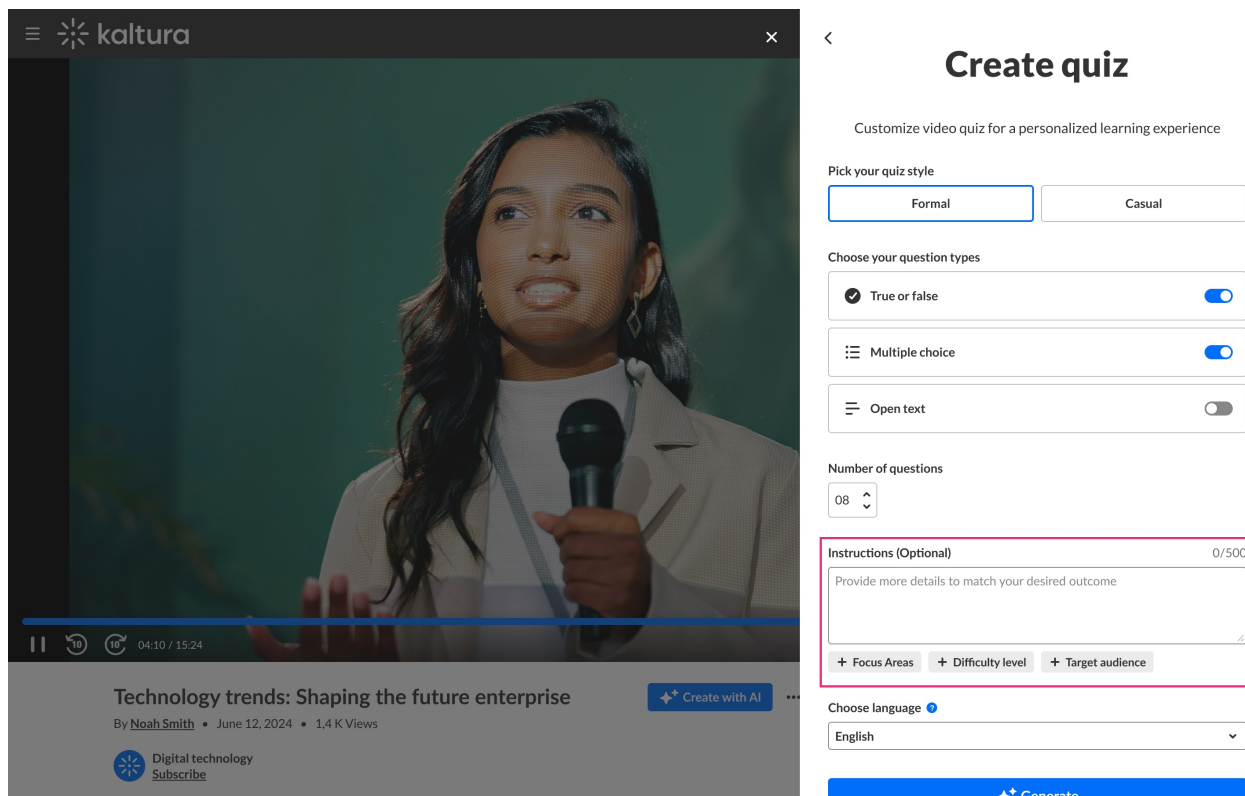 kaltura
10
10
04:10 / 15:24
Technology trends: Shaping the future enterprise
Create with AI
By Noah Smith • June 12, 2024 • 1,4 K Views
Digital technology
Subscribe
Create quiz
Customize video quiz for a personalized learning experience
Pick your quiz style
Formal
Casual
Choose your question types
True or false
Multiple choice
Open text
Number of questions
08
Instructions (Optional)
0/500
Provide more details to match your desired outcome
+ Focus Areas
+ Difficulty level
+ Target audience
Choose language ?
English
Generate